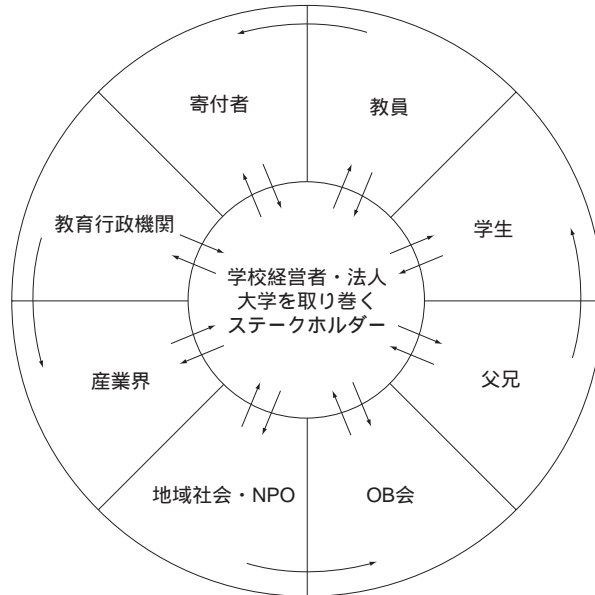 寄付者
教員
教育行政機関
学生
学校経営者・法人
大学を取り巻く
ステークホルダー
産業界
父兄
地域社会・NPO
OB会